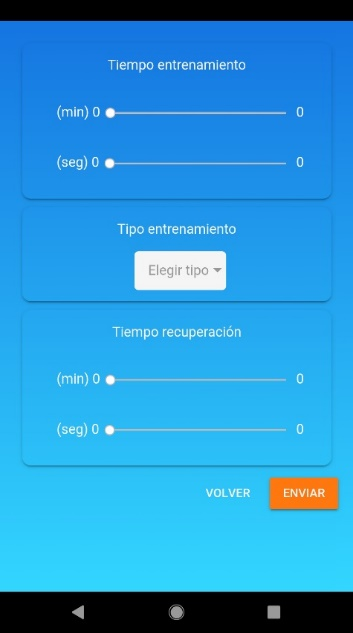 Tiempo entrenamiento
(min) 0 0
(seg) 0 0
Tipo entrenamiento
Elegir tipo
Tiempo recuperación
(min) 0 0
(seg) 0 0
VOLVER ENVIAR